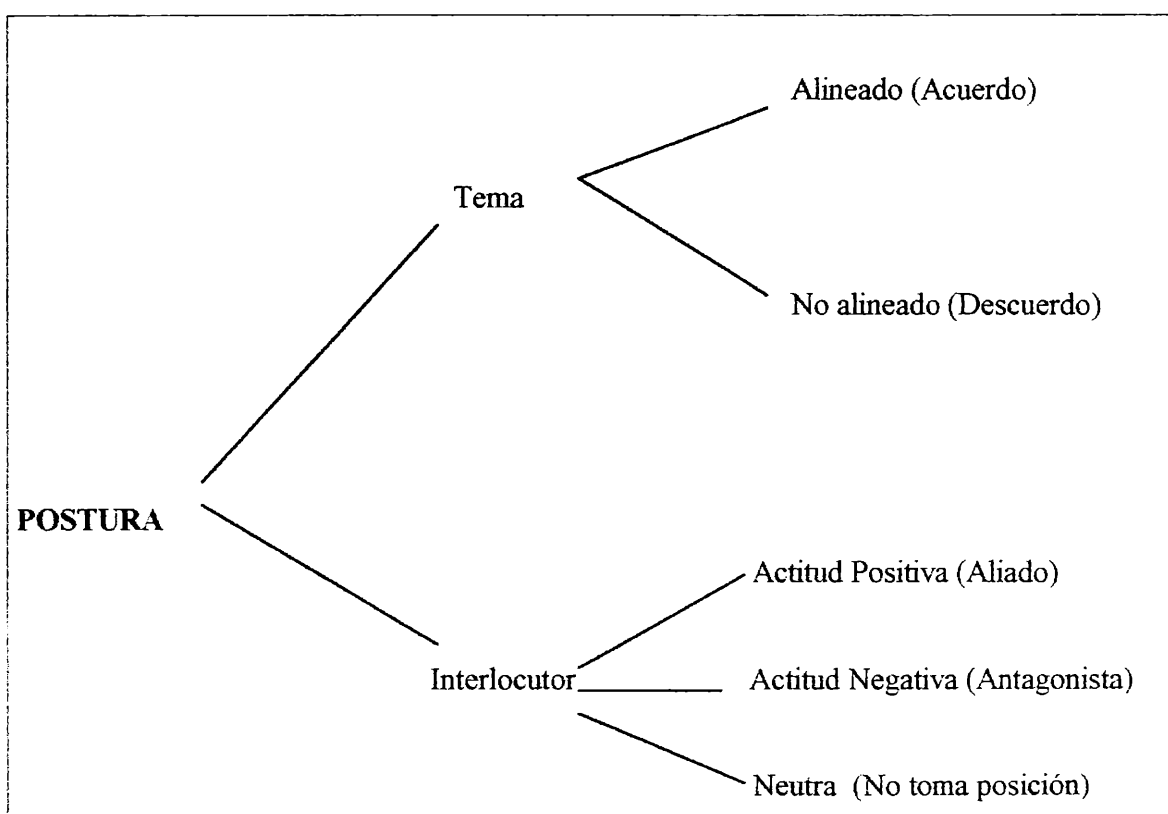 Alineado (Acuerdo)
Tema
No alineado (Descuerdo)
POSTURA
Actitud Positiva (Aliado)
Interlocutor
Actitud Negativa (Antagonista)
Neutra (No toma posición)